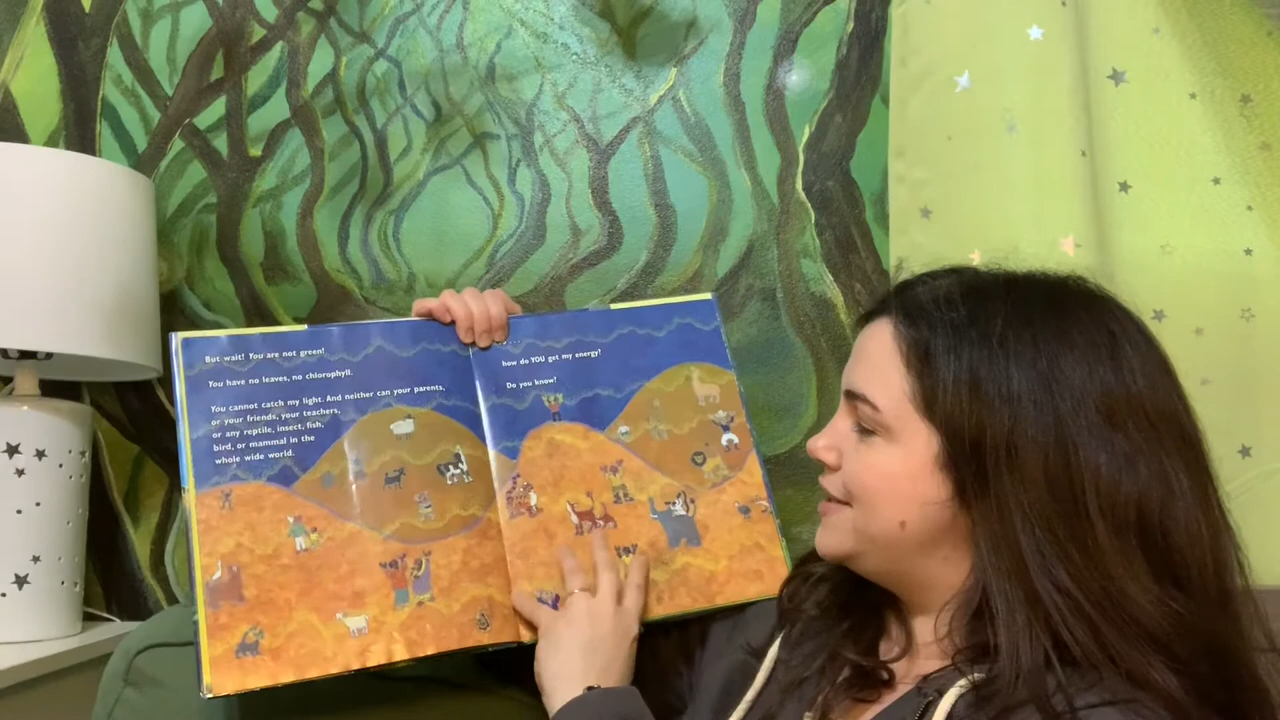 But wait! You are not green!
You have no leaves, no chlorophyll.
You cannot catch my light. And neither can your parents,
or your friends, your teachers,
or any reptile, insect, fish,
bird, or mammal in the
whole wide world.
. . . . .
how do YOU get my energy?
Do you know?